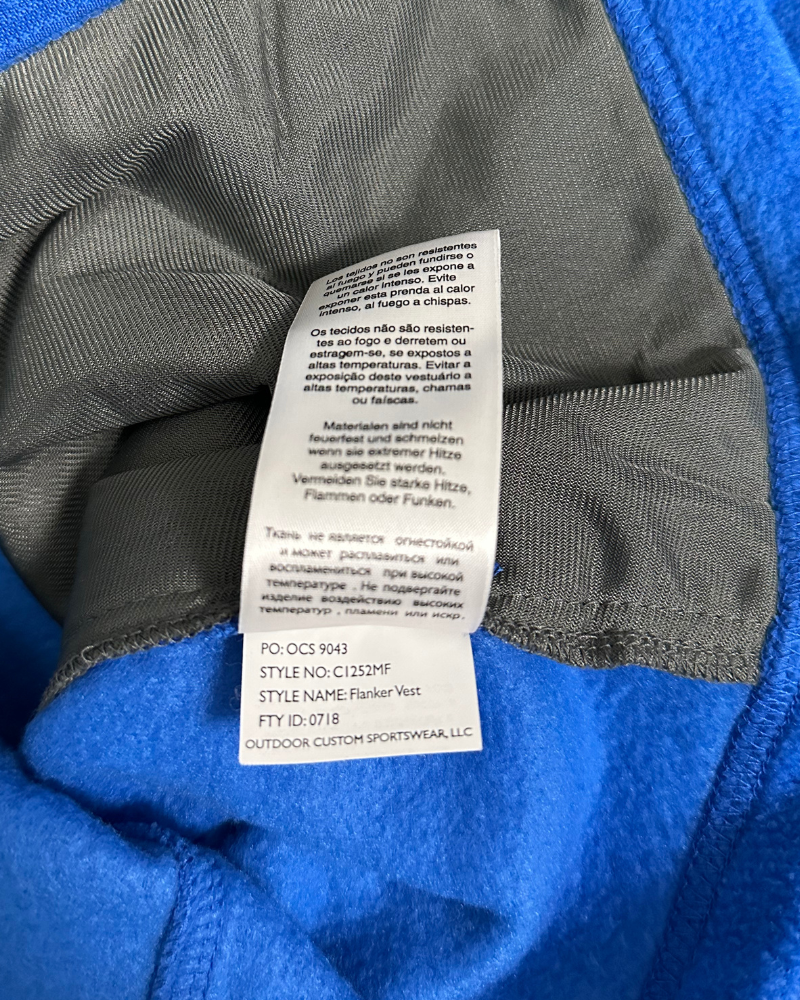 Los tejidos no son resistentes
al fuego y pueden fundirse o
quemarse si se les expone a
un calor intenso. Evite
exponer esta prenda al calor
intenso, al fuego a chispas.
Os tecidos não são resisten-
tes ao fogo e derretem ou
estragem-se, se expostos a
altas temperaturas. Evitar a
exposição deste vestuário a
altas temperaturas, chamas
ou faíscas.
Materialen sind nicht
feuerfest und schmelzen
wenn sie extremer Hitze
ausgesetzt werden.
Vermeiden Sie starke Hitze,
Flammen oder Funken.
Ткань не является огнестойкой
и может расплавиться или
воспламениться при высокой
температуре . Не подвергайте
изделие воздействию высоких
температур , пламени или искр.
PO: OCS 9043
STYLE NO: C1252MF
STYLE NAME: Flanker Vest
FTY ID: 0718
OUTDOOR CUSTOM SPORTSWEAR, LLC